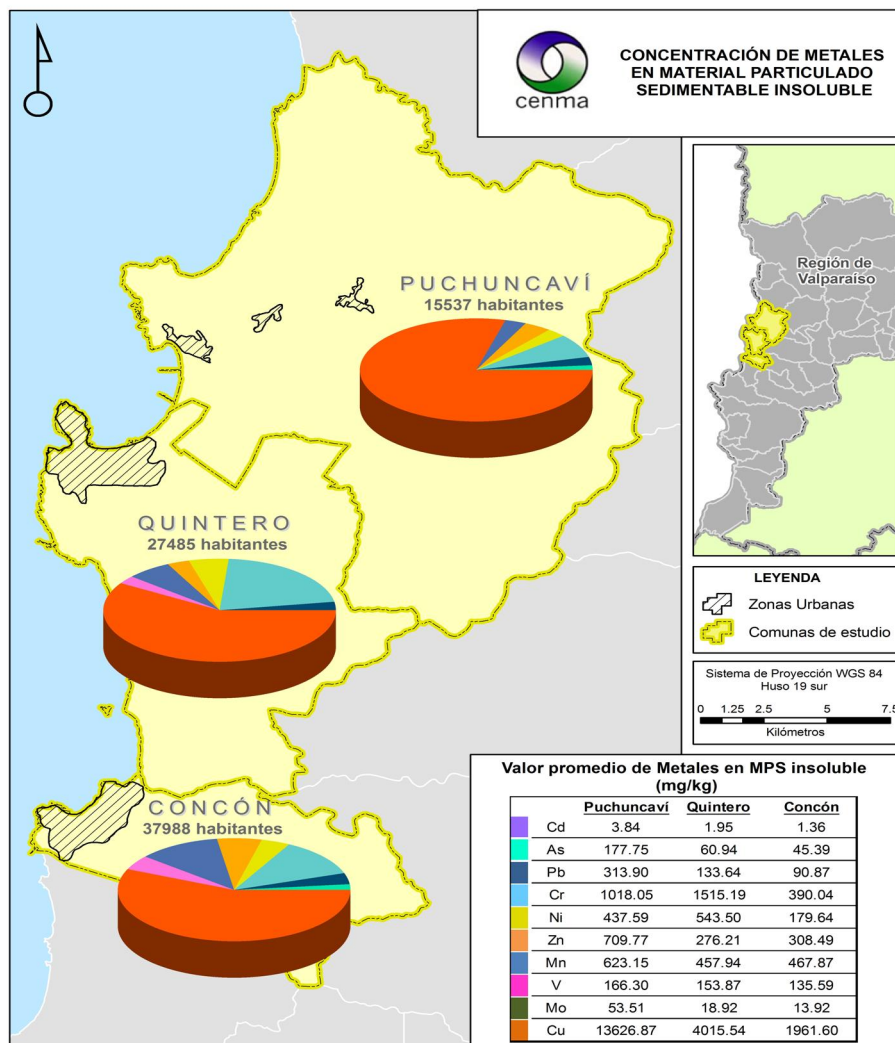 cenma
CONCENTRACIÓN DE METALES
EN MATERIAL PARTICULADO
SEDIMENTABLE INSOLUBLE
Región de
Valparaíso
PUCHUNCAVÍ
15537 habitantes
QUINTERO
27485 habitantes
CONCÓN
37988 habitantes
LEYENDA
Zonas Urbanas
Comunas de estudio
Sistema de Proyección WGS 84
Huso 19 sur
0 1.25 2.5 5 7.5
Kilómetros
Valor promedio de Metales en MPS insoluble
(mg/kg)
Puchuncaví Quintero Concón
Cd 3.84 1.95 1.36
As 177.75 60.94 45.39
Pb 313.90 133.64 90.87
Cr 1018.05 1515.19 390.04
Ni 437.59 543.50 179.64
Zn 709.77 276.21 308.49
Mn 623.15 457.94 467.87
V 166.30 153.87 135.59
Mo 53.51 18.92 13.92
Cu 13626.87 4015.54 1961.60